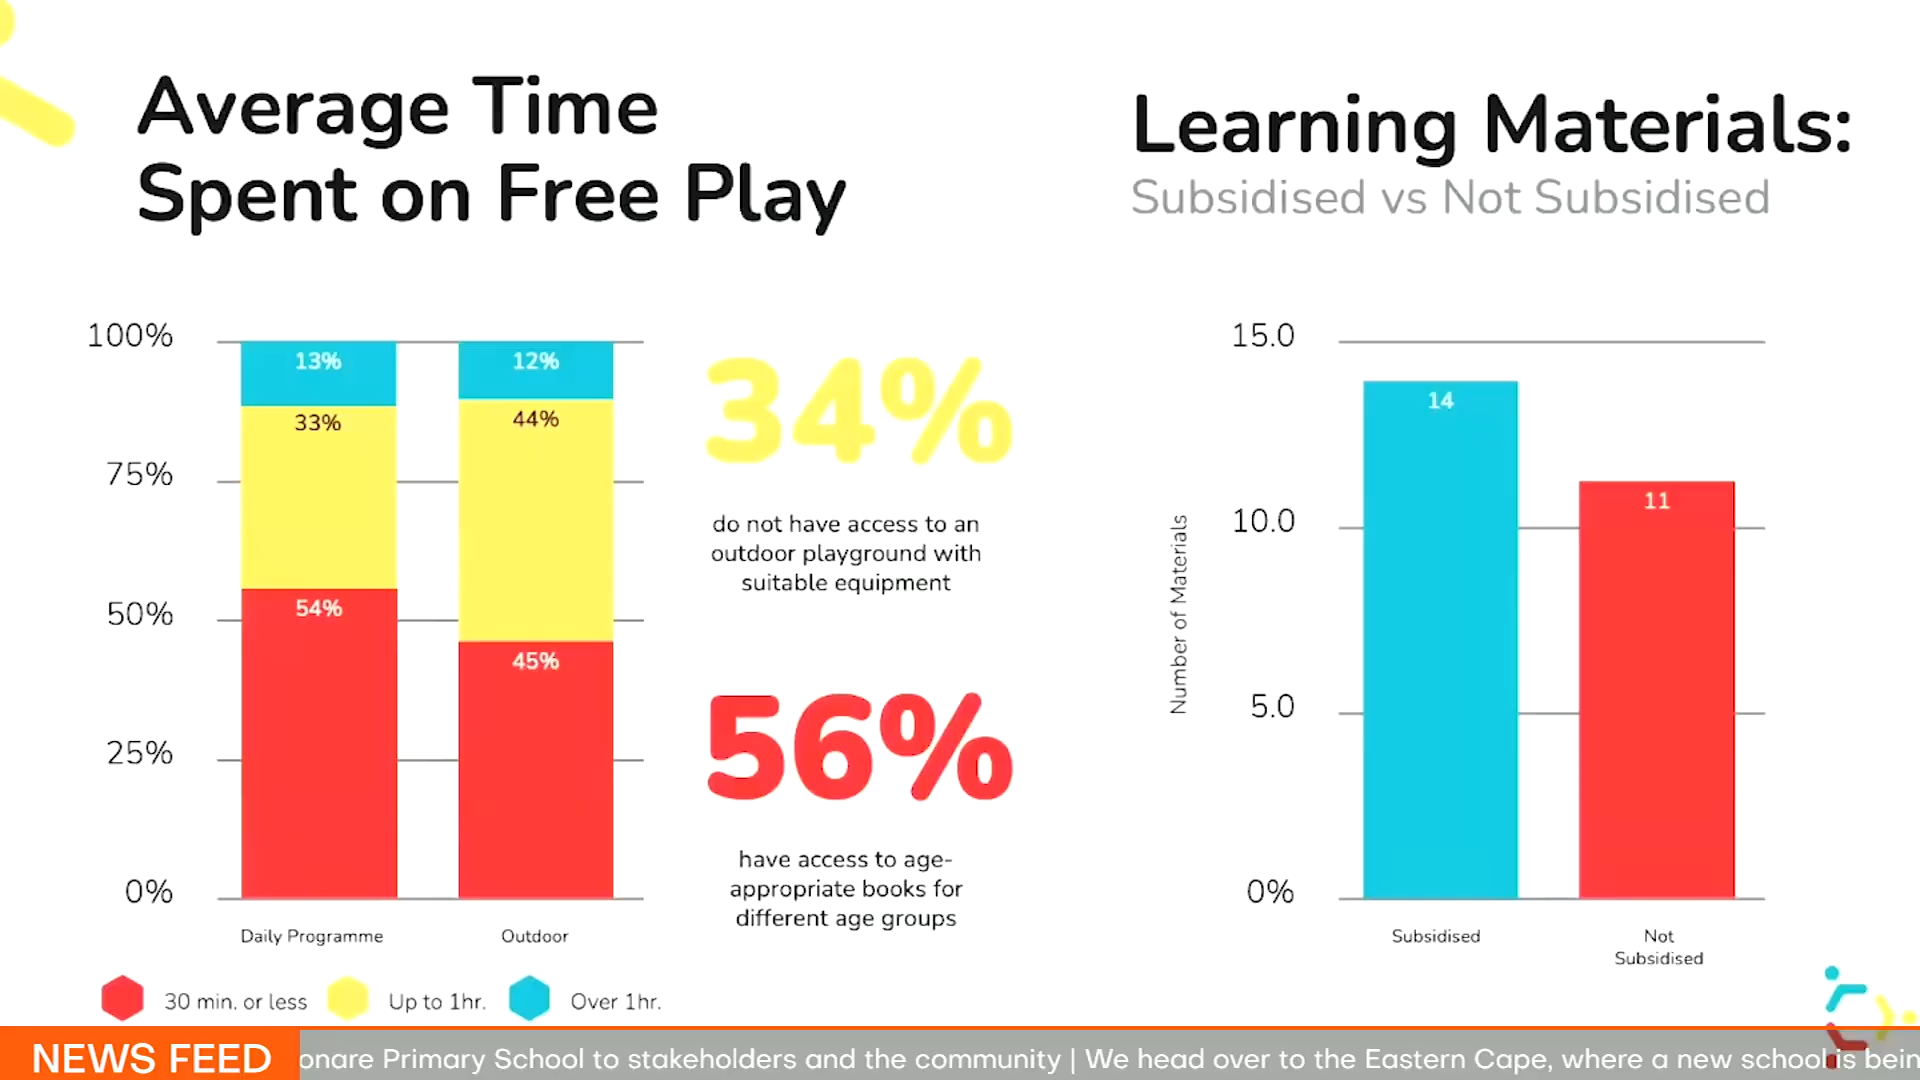 Average Time
Spent on Free Play
100%
75%
50%
25%
0%
13%
33%
54%
12%
44%
45%
Daily Programme
Outdoor
30 min. or less
Up to 1hr.
Over 1hr.
34%
do not have access to an
outdoor playground with
suitable equipment
56%
have access to age-
appropriate books for
different age groups
Learning Materials:
Subsidised vs Not Subsidised
Number of Materials
15.0
10.0
5.0
0%
14
11
Subsidised
Not
Subsidised
NEWS FEED
onare Primary School to stakeholders and the community | We head over to the Eastern Cape, where a new school is bein